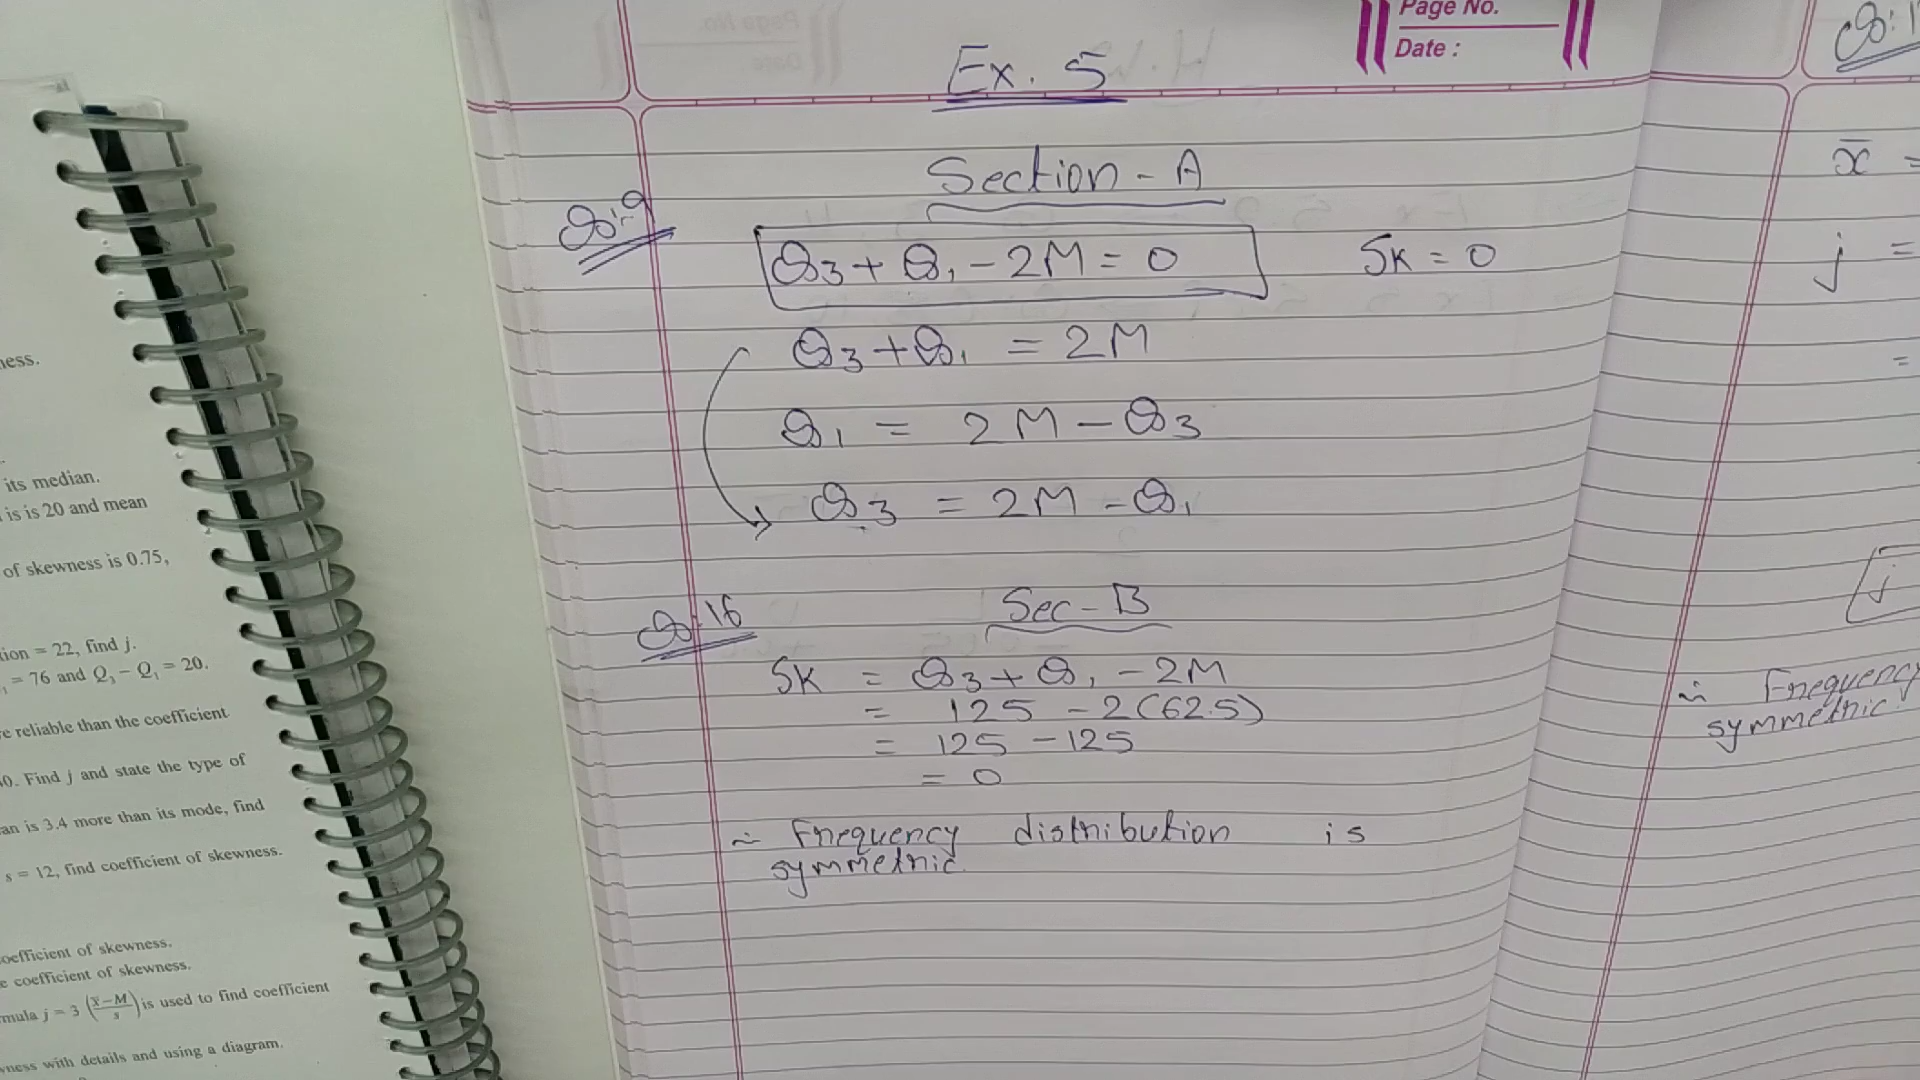 ness.
its median.
is is 20 and mean
of skewness is 0.75,
tion = 22, find j.
= 76 and Q₃ – Q₁ = 20.
reliable than the coefficient
Find j and state the type of
is 3.4 more than its mode, find
s = 12, find coefficient of skewness.
coefficient of skewness.
coefficient of skewness.
j = 3 (x̄–M/s) is used to find coefficient
with details and using a diagram.
Page No.
Date :
Ex. 5
Section - A
Q:-9
Q₃ + Q₁ - 2M = 0 SK = 0
Q₃ + Q₁ = 2M
Q₁ = 2M - Q₃
Q₃ = 2M - Q₁
Sec - B
Q:16
SK = Q₃ + Q₁ - 2M
= 125 - 2(62.5)
= 125 - 125
= 0
∴ Frequency distribution is
symmetric.
x̄ =
j =
=
j
∴ Frequency
symmetric.